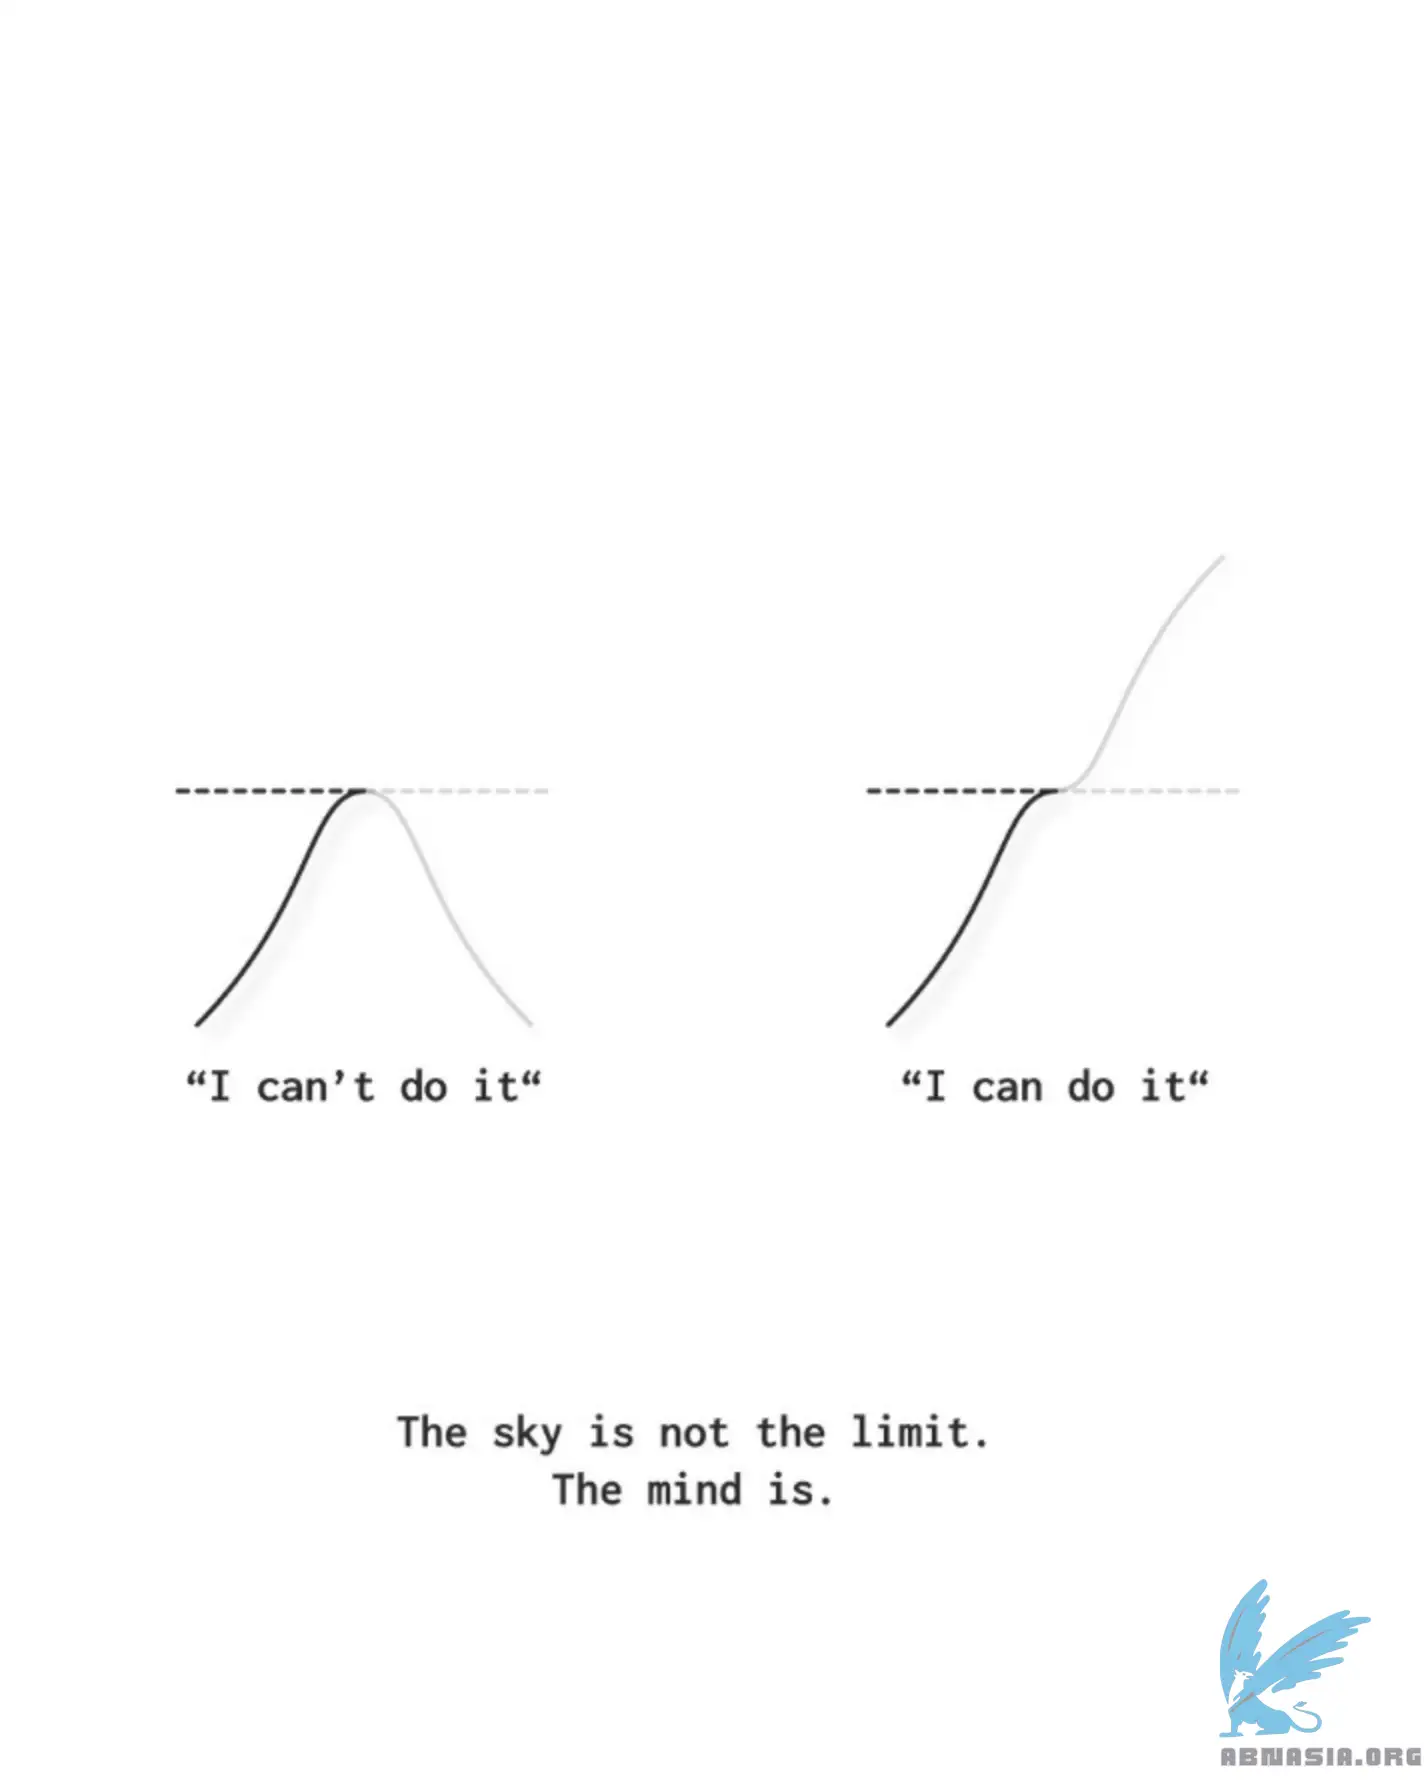 “I can’t do it“
“I can do it“
The sky is not the limit.
The mind is.
ABNASIA.ORG